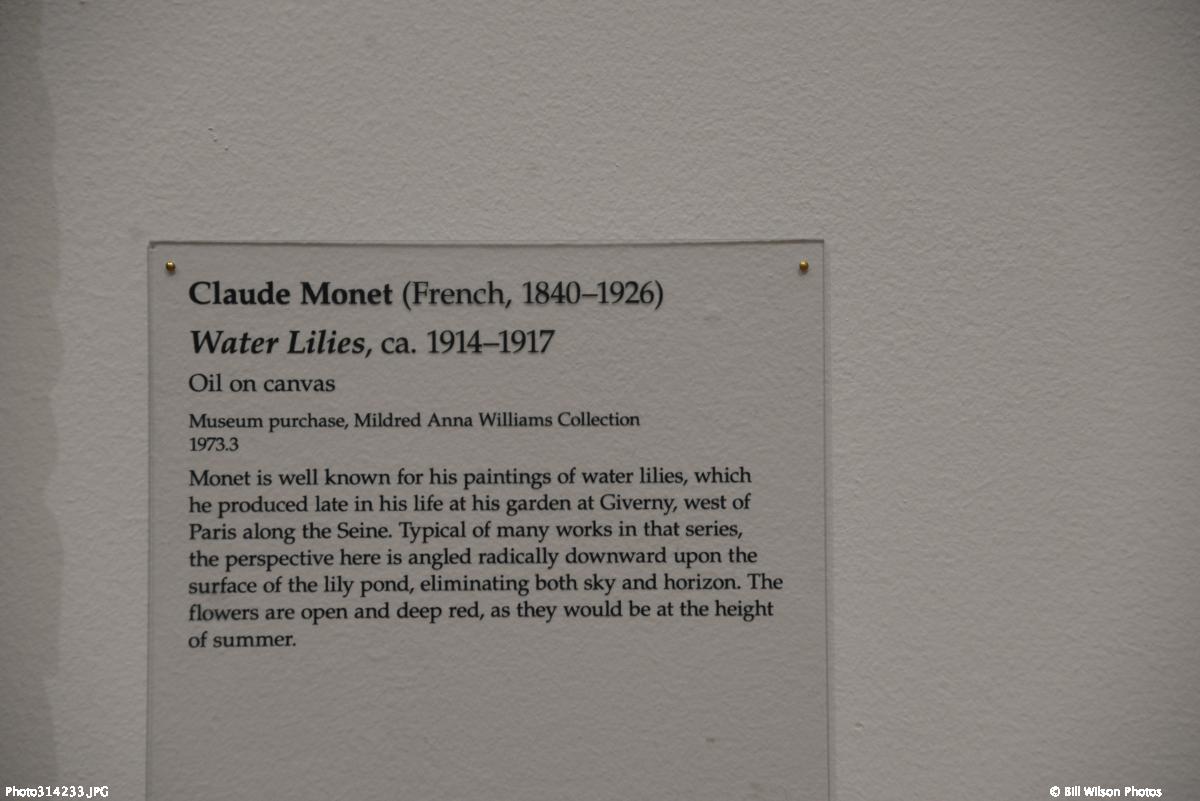 Claude Monet (French, 1840–1926)
Water Lilies, ca. 1914–1917
Oil on canvas
Museum purchase, Mildred Anna Williams Collection
1973.3
Monet is well known for his paintings of water lilies, which
he produced late in his life at his garden at Giverny, west of
Paris along the Seine. Typical of many works in that series,
the perspective here is angled radically downward upon the
surface of the lily pond, eliminating both sky and horizon. The
flowers are open and deep red, as they would be at the height
of summer.
Photo314233.JPG
© Bill Wilson Photos